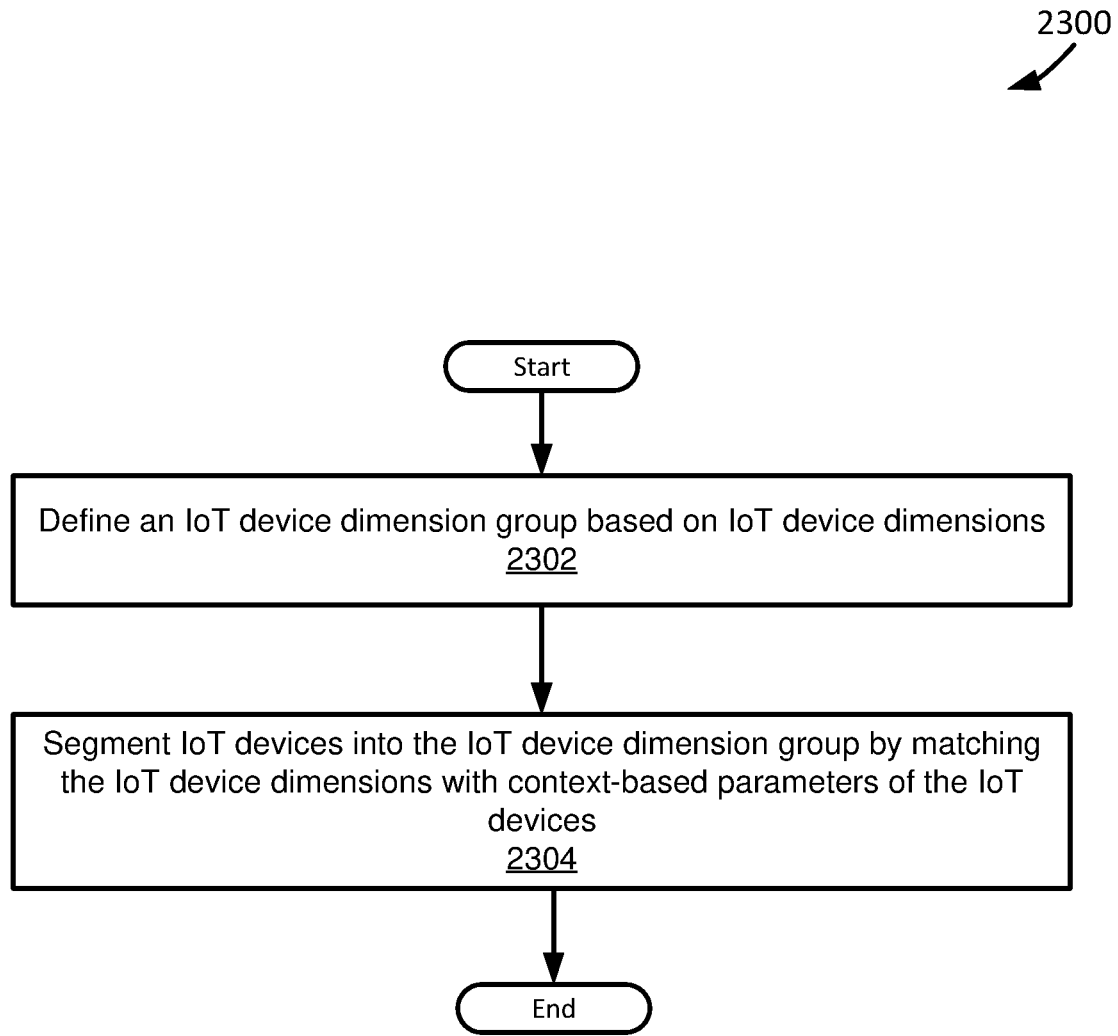 2300
Start
Define an IoT device dimension group based on IoT device dimensions
2302
Segment IoT devices into the IoT device dimension group by matching
the IoT device dimensions with context-based parameters of the IoT
devices
2304
End